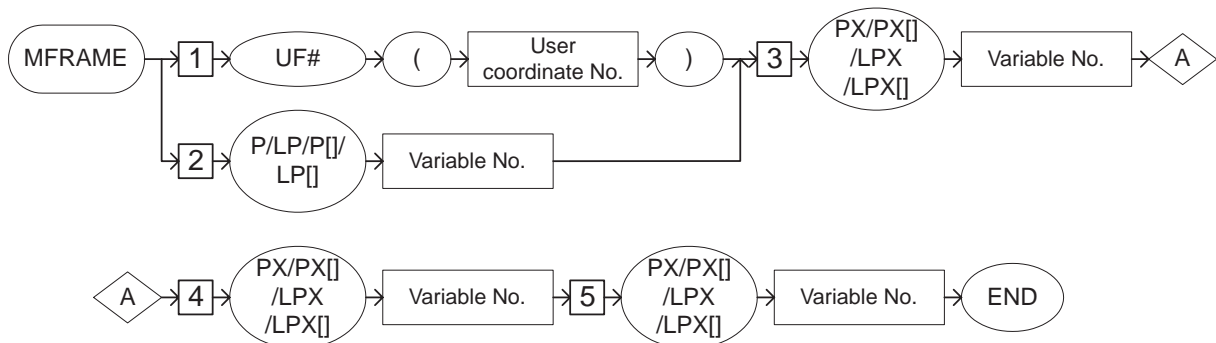 MFRAME
1
UF#
(
User
coordinate No.
)
3
PX/PX[]
/LPX
/LPX[]
Variable No.
A
2
P/LP/P[]/
LP[]
Variable No.
A
4
PX/PX[]
/LPX
/LPX[]
Variable No.
5
PX/PX[]
/LPX
/LPX[]
Variable No.
END